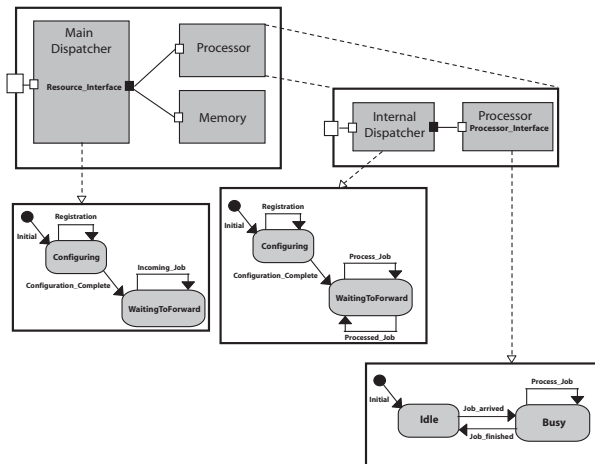 Main
Dispatcher
Resource_Interface
Processor
Memory
Internal
Dispatcher
Processor
Processor_Interface
Registration
Initial
Configuring
Incoming_Job
Configuration_Complete
WaitingToForward
Registration
Initial
Configuring
Process_Job
Configuration_Complete
WaitingToForward
Processed_Job
Process_Job
Initial
Idle
Job_arrived
Busy
Job_finished